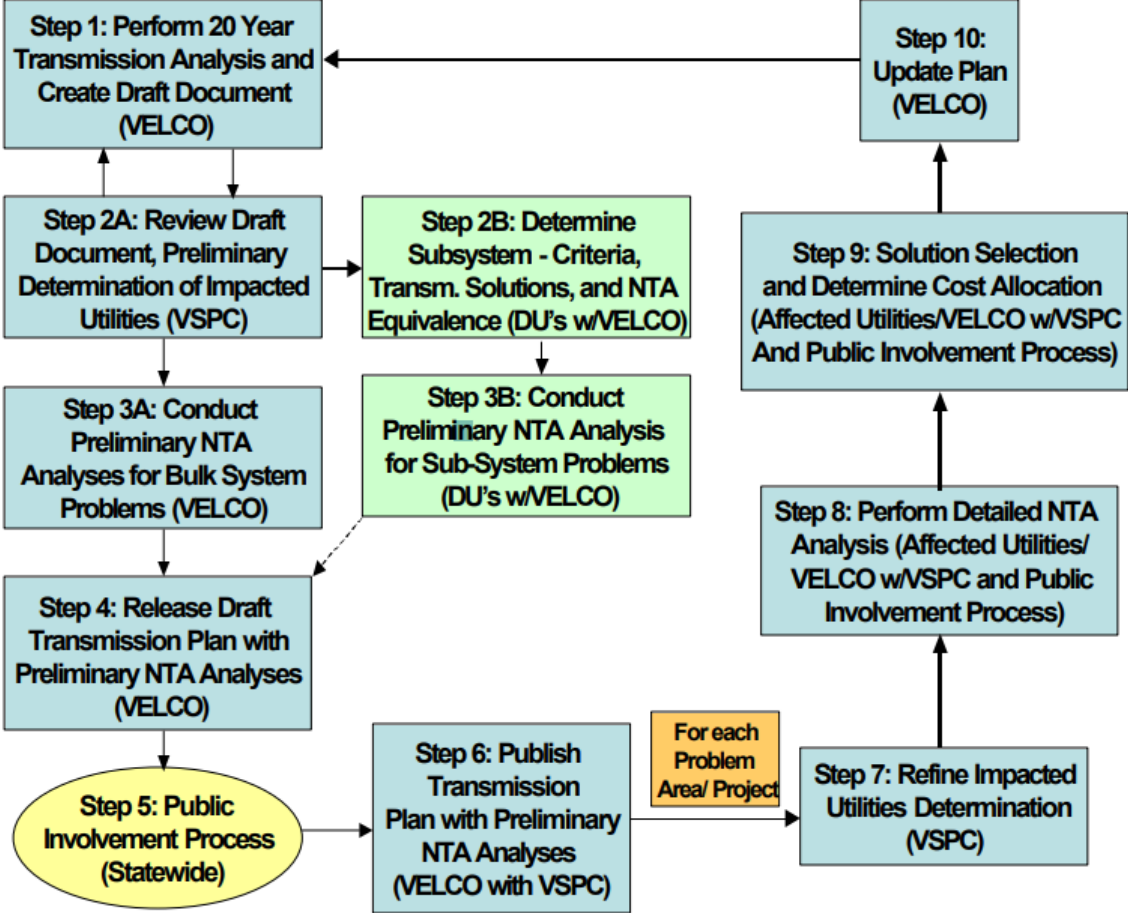 Step 1: Perform 20 Year
Transmission Analysis and
Create Draft Document
(VELCO)
Step 10:
Update Plan
(VELCO)
Step 2A: Review Draft
Document, Preliminary
Determination of Impacted
Utilities (VSPC)
Step 2B: Determine
Subsystem - Criteria,
Transm. Solutions, and NTA
Equivalence (DU's w/VELCO)
Step 9: Solution Selection
and Determine Cost Allocation
(Affected Utilities/VELCO w/VSPC
And Public Involvement Process)
Step 3A: Conduct
Preliminary NTA
Analyses for Bulk System
Problems (VELCO)
Step 3B: Conduct
Preliminary NTA Analysis
for Sub-System Problems
(DU's w/VELCO)
Step 8: Perform Detailed NTA
Analysis (Affected Utilities/
VELCO w/VSPC and Public
Involvement Process)
Step 4: Release Draft
Transmission Plan with
Preliminary NTA Analyses
(VELCO)
Step 5: Public
Involvement Process
(Statewide)
Step 6: Publish
Transmission
Plan with Preliminary
NTA Analyses
(VELCO with VSPC)
For each
Problem
Area/ Project
Step 7: Refine Impacted
Utilities Determination
(VSPC)